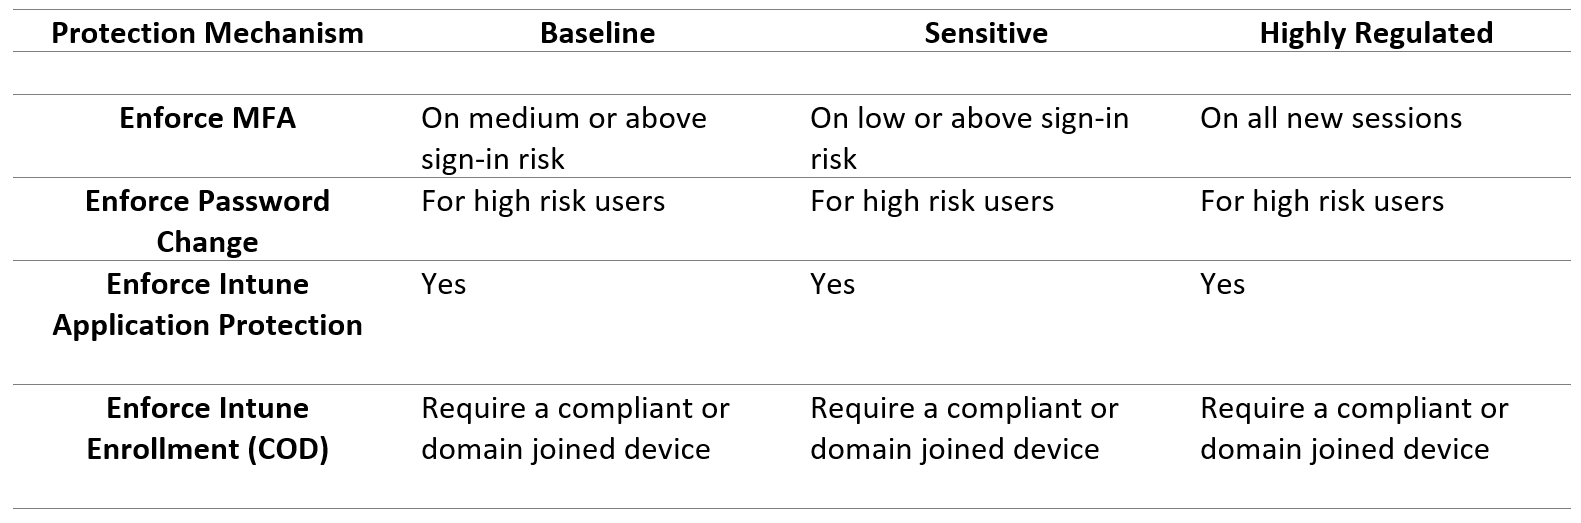 Protection Mechanism Baseline Sensitive Highly Regulated
Enforce MFA On medium or above On low or above sign-in On all new sessions
sign-in risk risk
Enforce Password For high risk users For high risk users For high risk users
Change
Enforce Intune Yes Yes Yes
Application Protection
Enforce Intune Require a compliant or Require a compliant or Require a compliant or
Enrollment (COD) domain joined device domain joined device domain joined device